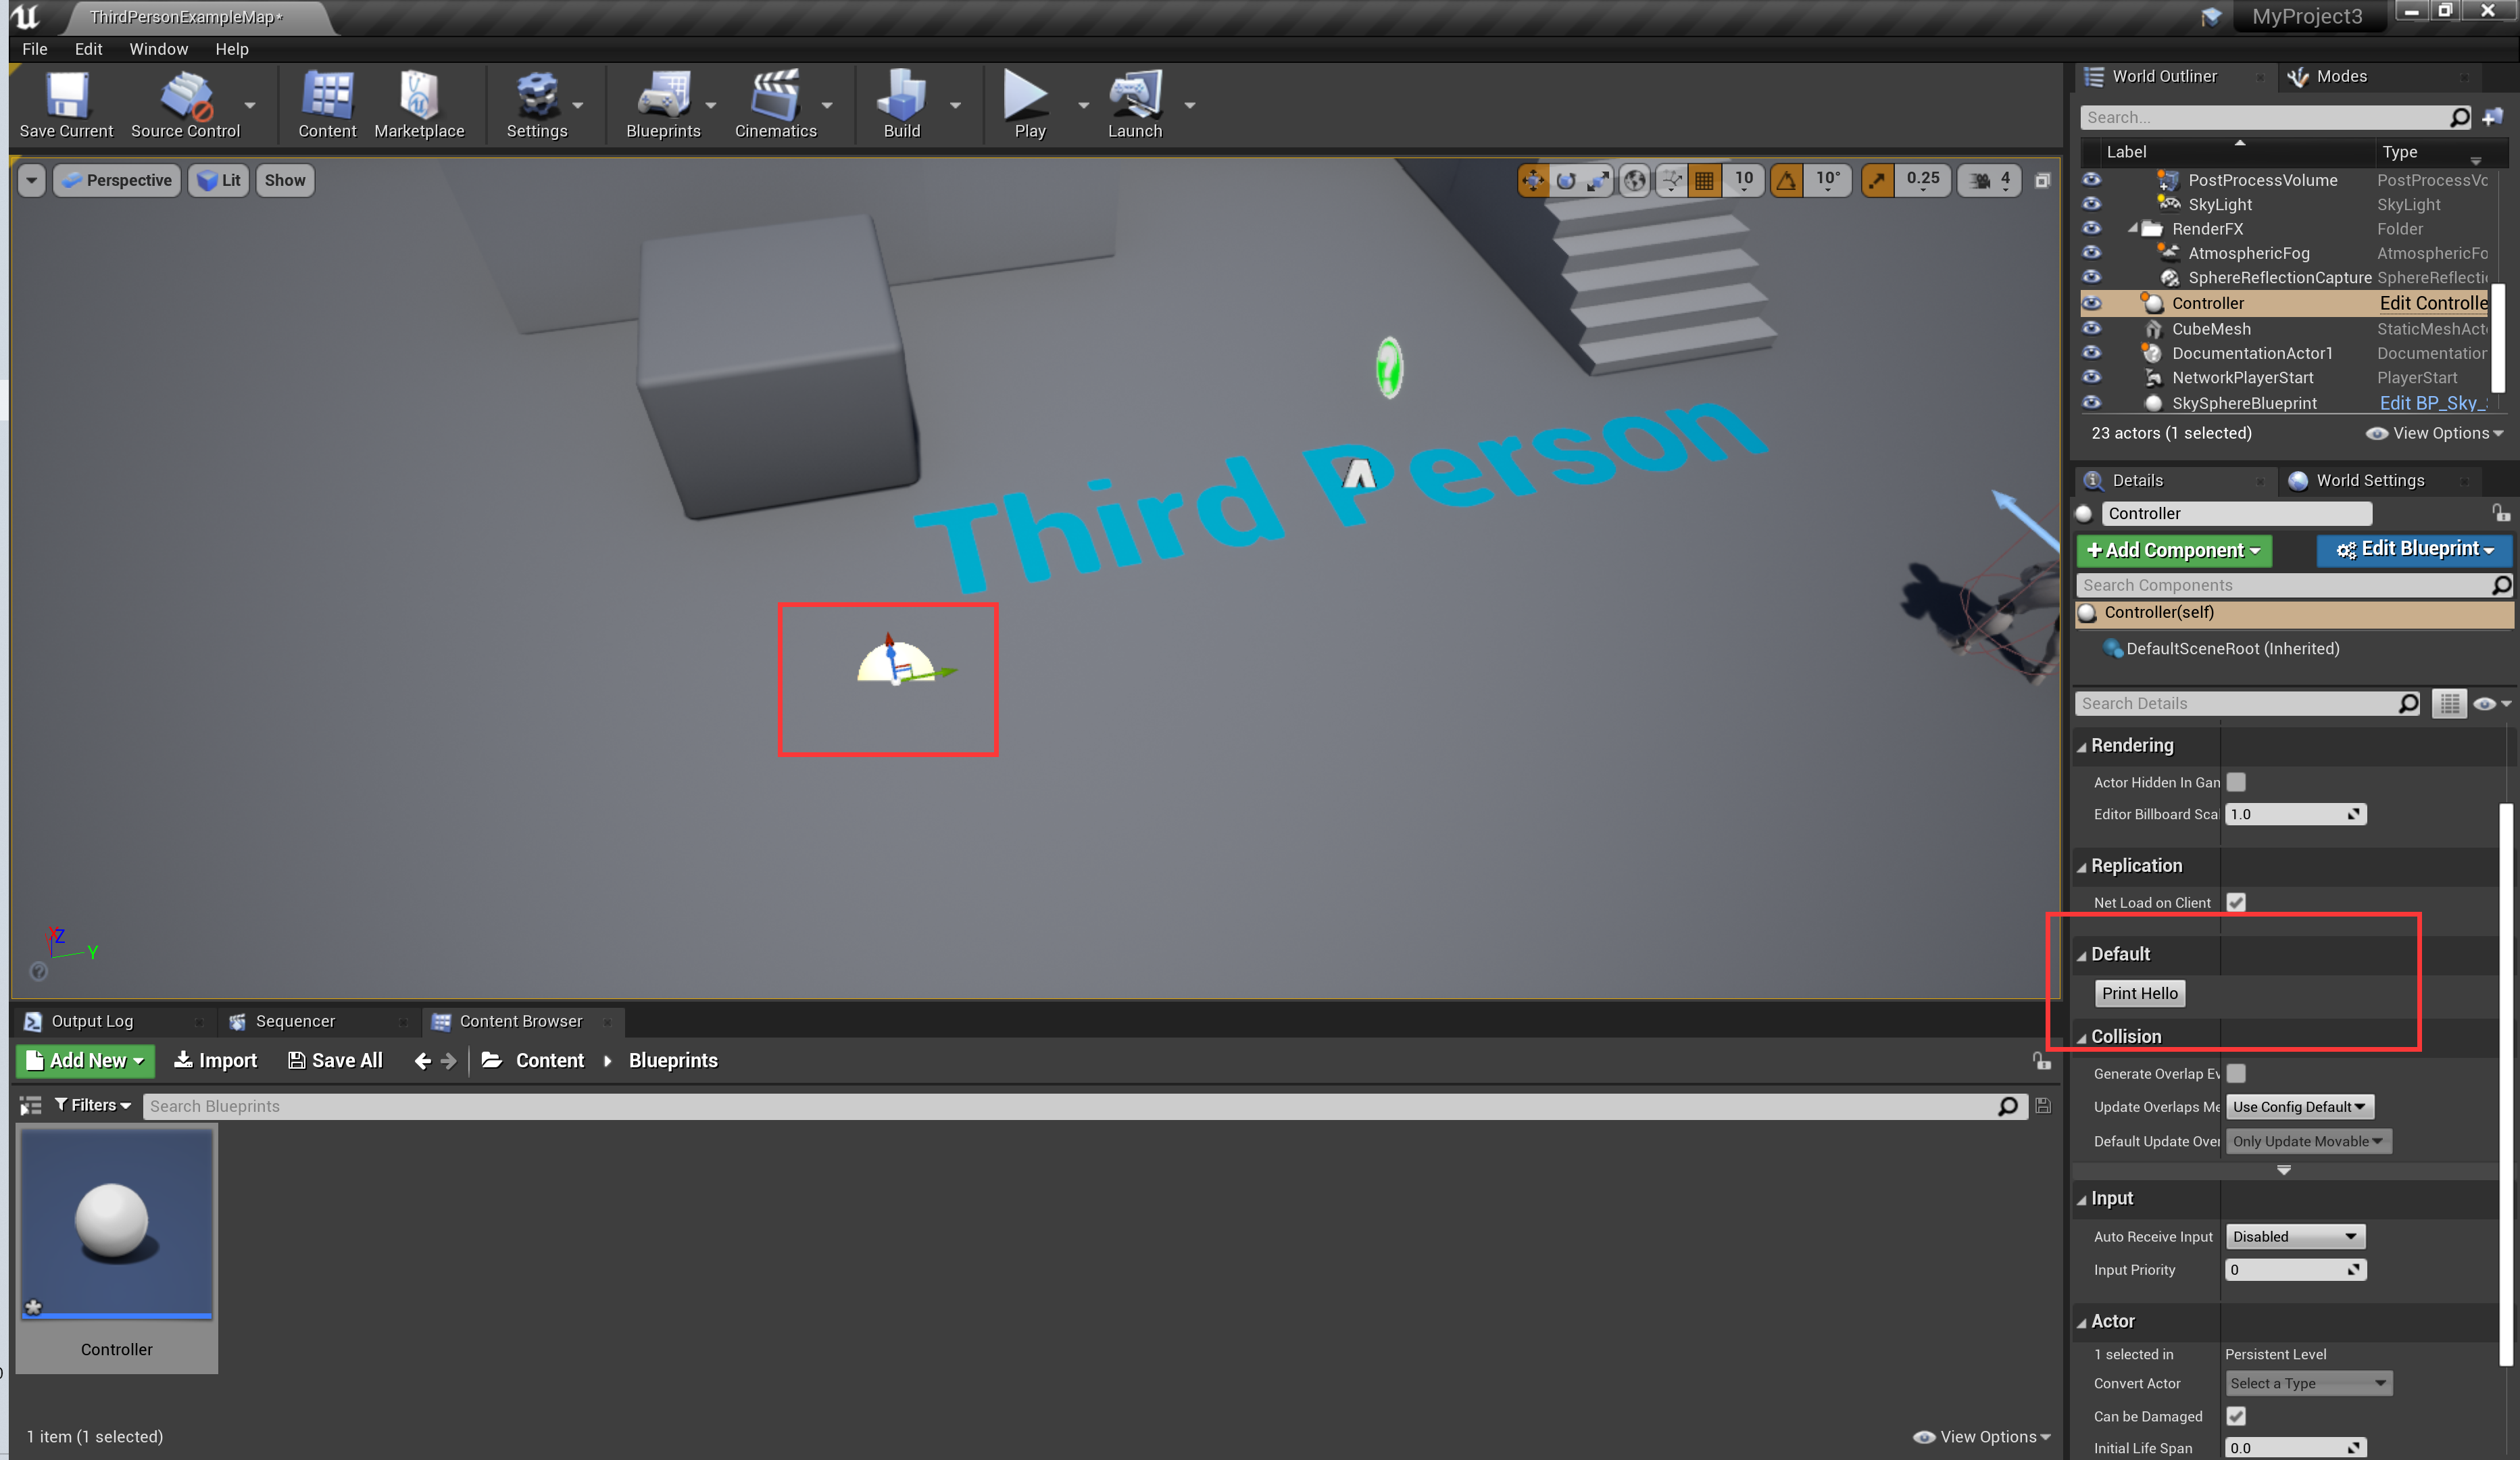 ThirdPersonExampleMap*
MyProject3
File Edit Window Help
Save Current Source Control Content Marketplace Settings Blueprints Cinematics Build Play Launch
Perspective Lit Show
10 10° 0.25 4
Third Person
X Z Y
World Outliner Modes
Search...
Label Type
PostProcessVolume PostProcessVc
SkyLight SkyLight
RenderFX Folder
AtmosphericFog AtmosphericFo
SphereReflectionCapture SphereReflecti
Controller Edit Controlle
CubeMesh StaticMeshAct
DocumentationActor1 Documentation
NetworkPlayerStart PlayerStart
SkySphereBlueprint Edit BP_Sky_
23 actors (1 selected) View Options
Details World Settings
Controller
+Add Component Edit Blueprint
Search Components
Controller(self)
DefaultSceneRoot (Inherited)
Search Details
Rendering
Actor Hidden In Gam
Editor Billboard Sca 1.0
Replication
Net Load on Client
Default
Print Hello
Collision
Generate Overlap Ev
Update Overlaps Me Use Config Default
Default Update Over Only Update Movable
Input
Auto Receive Input Disabled
Input Priority 0
Actor
1 selected in Persistent Level
Convert Actor Select a Type
Can be Damaged
Initial Life Span 0.0
Output Log Sequencer Content Browser
Add New Import Save All Content Blueprints
Filters Search Blueprints
Controller
1 item (1 selected) View Options